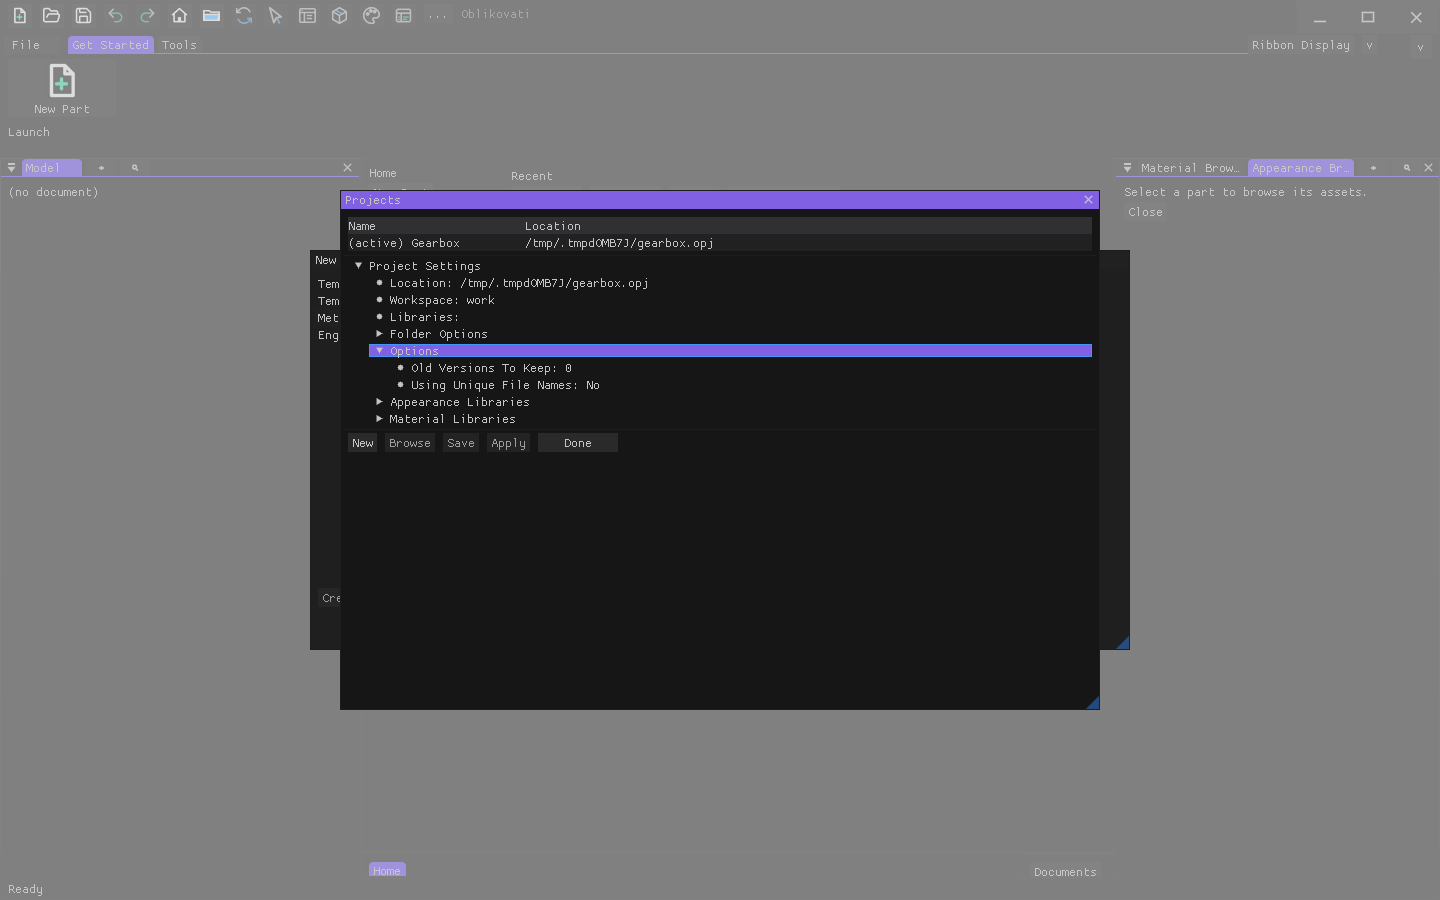 ... Oblikovati
File Get Started Tools Ribbon Display v v
New Part
Launch
Model
Home
Recent
Material Brow… Appearance Br…
(no document)
Select a part to browse its assets.
Close
Projects
Name Location
(active) Gearbox /tmp/.tmpdOMB7J/gearbox.opj
Project Settings
Location: /tmp/.tmpdOMB7J/gearbox.opj
Workspace: work
Libraries:
Folder Options
Options
Old Versions To Keep: 0
Using Unique File Names: No
Appearance Libraries
Material Libraries
New Browse Save Apply Done
New
Tem
Tem
Met
Eng
Cre
Home
Documents
Ready